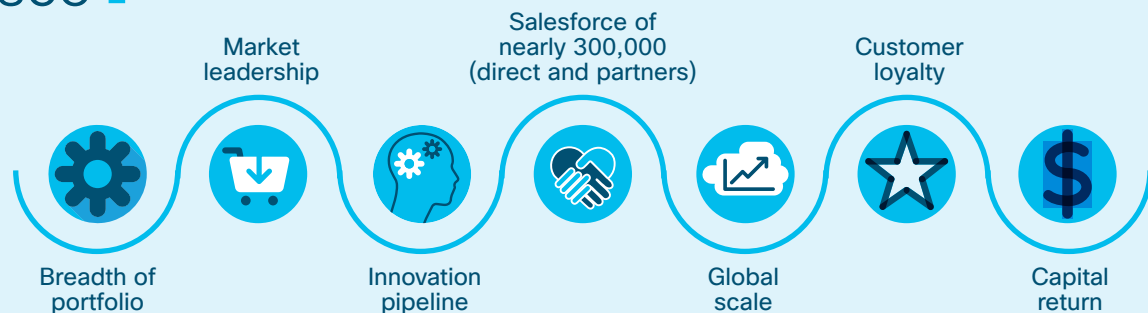 Market
leadership
Salesforce of
nearly 300,000
(direct and partners)
Customer
loyalty
$
Breadth of
portfolio
Innovation
pipeline
Global
scale
Capital
return